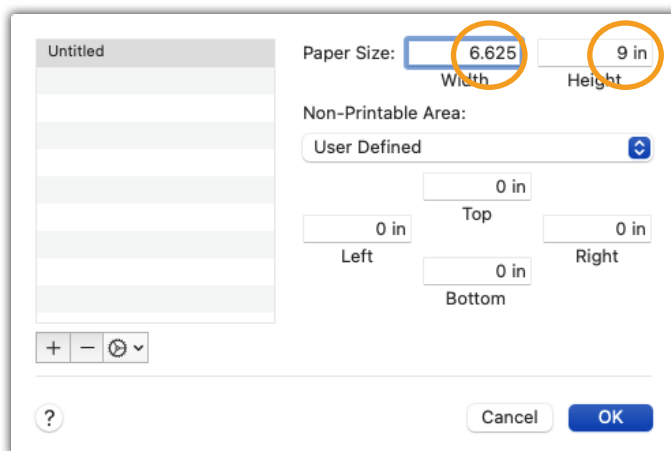 Untitled
Paper Size: 6.625 9 in
Width Height
Non-Printable Area:
User Defined
0 in
Top
0 in 0 in
Left Right
0 in
Bottom
+ −
?
Cancel OK